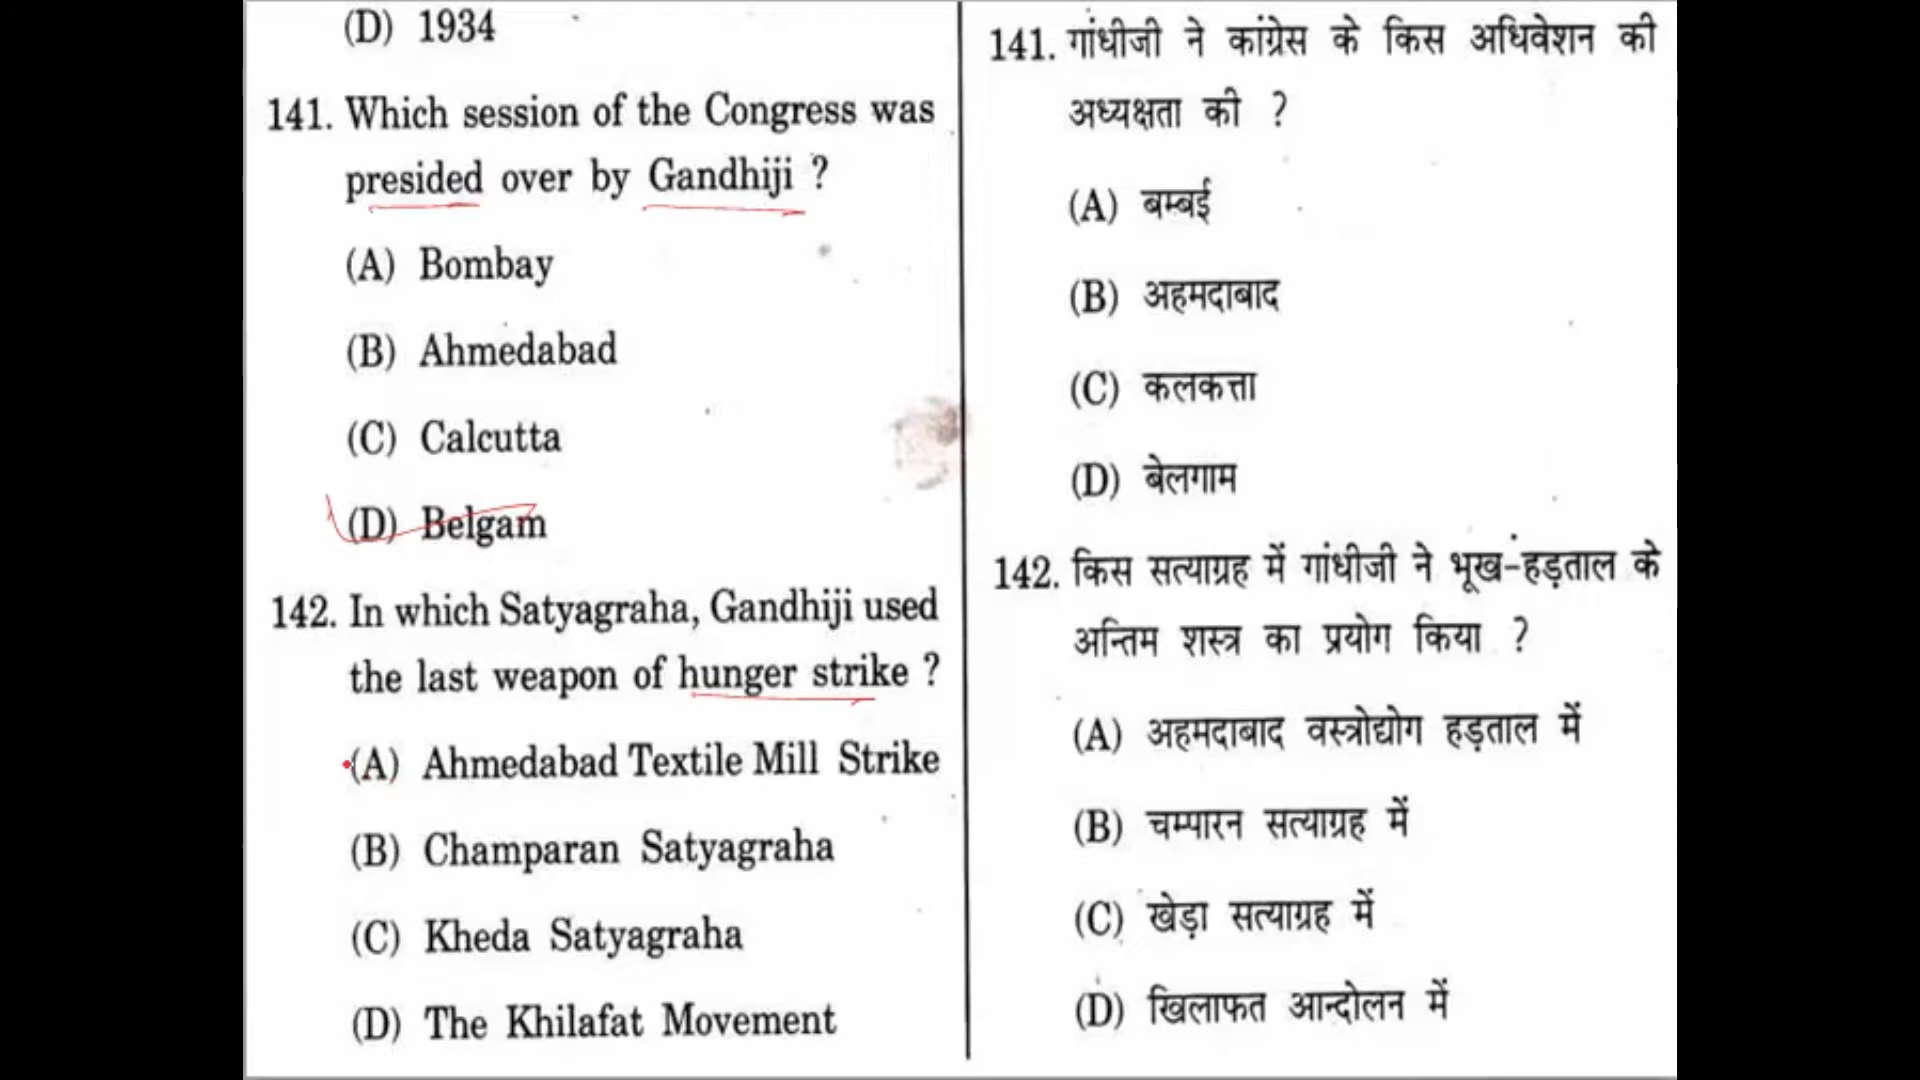 (D) 1934
141. Which session of the Congress was
presided over by Gandhiji ?
(A) Bombay
(B) Ahmedabad
(C) Calcutta
(D) Belgam
142. In which Satyagraha, Gandhiji used
the last weapon of hunger strike ?
(A) Ahmedabad Textile Mill Strike
(B) Champaran Satyagraha
(C) Kheda Satyagraha
(D) The Khilafat Movement
141. गांधीजी ने कांग्रेस के किस अधिवेशन की
अध्यक्षता की ?
(A) बम्बई
(B) अहमदाबाद
(C) कलकत्ता
(D) बेलगाम
142. किस सत्याग्रह में गांधीजी ने भूख-हड़ताल के
अन्तिम शस्त्र का प्रयोग किया ?
(A) अहमदाबाद वस्त्रोद्योग हड़ताल में
(B) चम्पारन सत्याग्रह में
(C) खेड़ा सत्याग्रह में
(D) खिलाफत आन्दोलन में